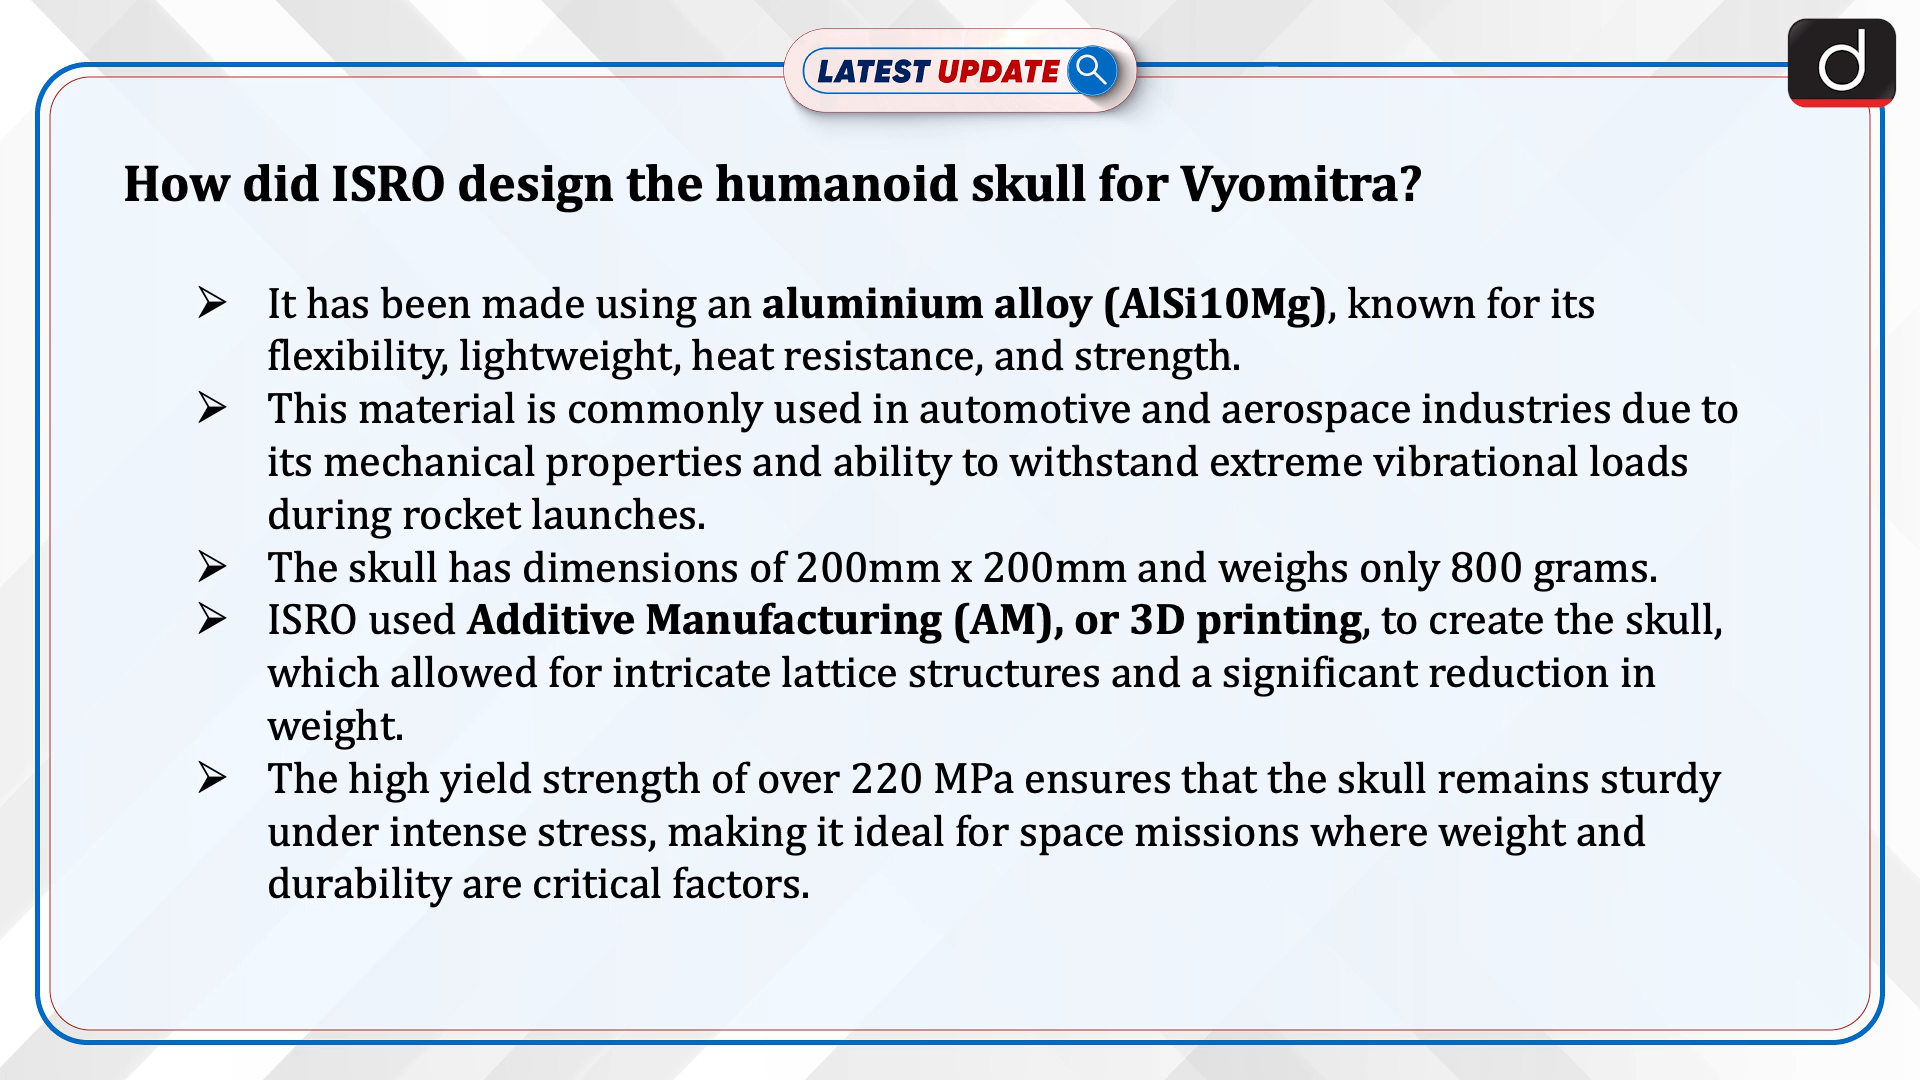 LATEST UPDATE
d
How did ISRO design the humanoid skull for Vyomitra?
➢ It has been made using an aluminium alloy (AlSi10Mg), known for its
flexibility, lightweight, heat resistance, and strength.
➢ This material is commonly used in automotive and aerospace industries due to
its mechanical properties and ability to withstand extreme vibrational loads
during rocket launches.
➢ The skull has dimensions of 200mm x 200mm and weighs only 800 grams.
➢ ISRO used Additive Manufacturing (AM), or 3D printing, to create the skull,
which allowed for intricate lattice structures and a significant reduction in
weight.
➢ The high yield strength of over 220 MPa ensures that the skull remains sturdy
under intense stress, making it ideal for space missions where weight and
durability are critical factors.